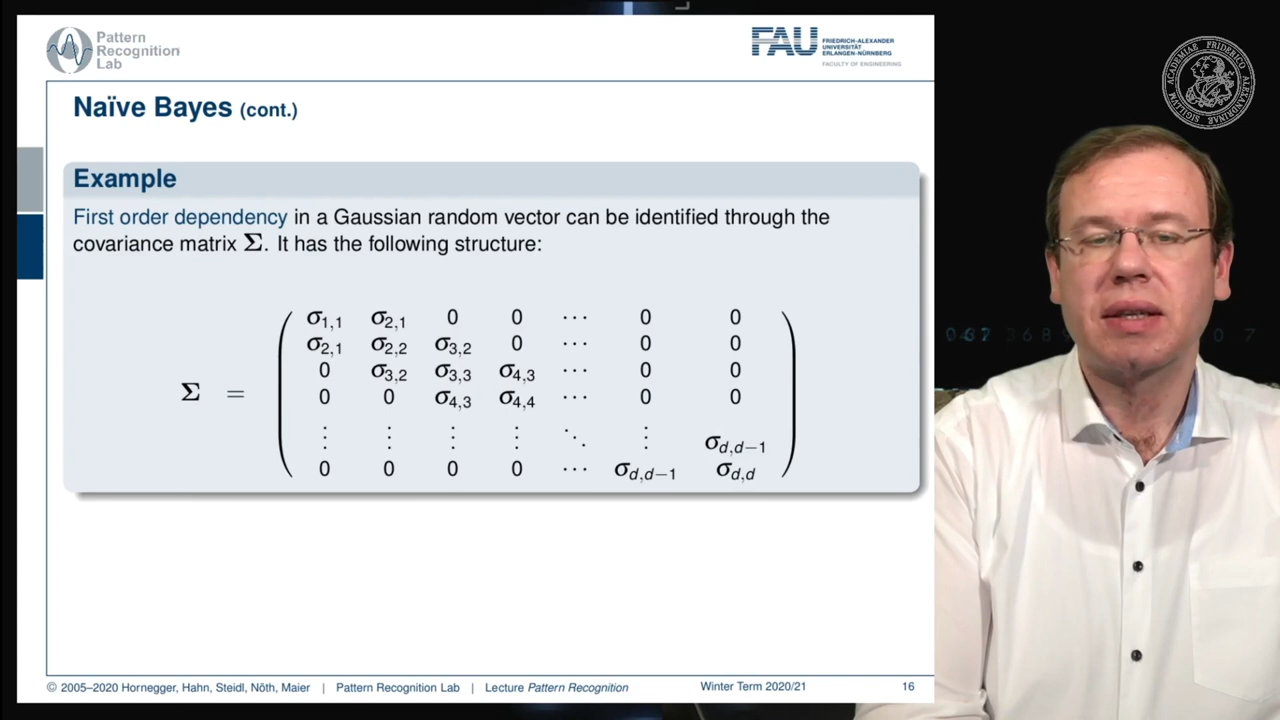 Pattern
Recognition
Lab
FAU
FRIEDRICH-ALEXANDER
UNIVERSITÄT
ERLANGEN-NÜRNBERG
FACULTY OF ENGINEERING
Naïve Bayes (cont.)
Example
First order dependency in a Gaussian random vector can be identified through the
covariance matrix Σ. It has the following structure:
σ1,1 σ2,1 0 0 ⋯ 0 0
σ2,1 σ2,2 σ3,2 0 ⋯ 0 0
0 σ3,2 σ3,3 σ4,3 ⋯ 0 0
Σ =
0 0 σ4,3 σ4,4 ⋯ 0 0
⋮ ⋮ ⋮ ⋮ ⋱ ⋮ σd,d−1
0 0 0 0 ⋯ σd,d−1 σd,d
© 2005–2020 Hornegger, Hahn, Steidl, Nöth, Maier | Pattern Recognition Lab | Lecture Pattern Recognition Winter Term 2020/21 16